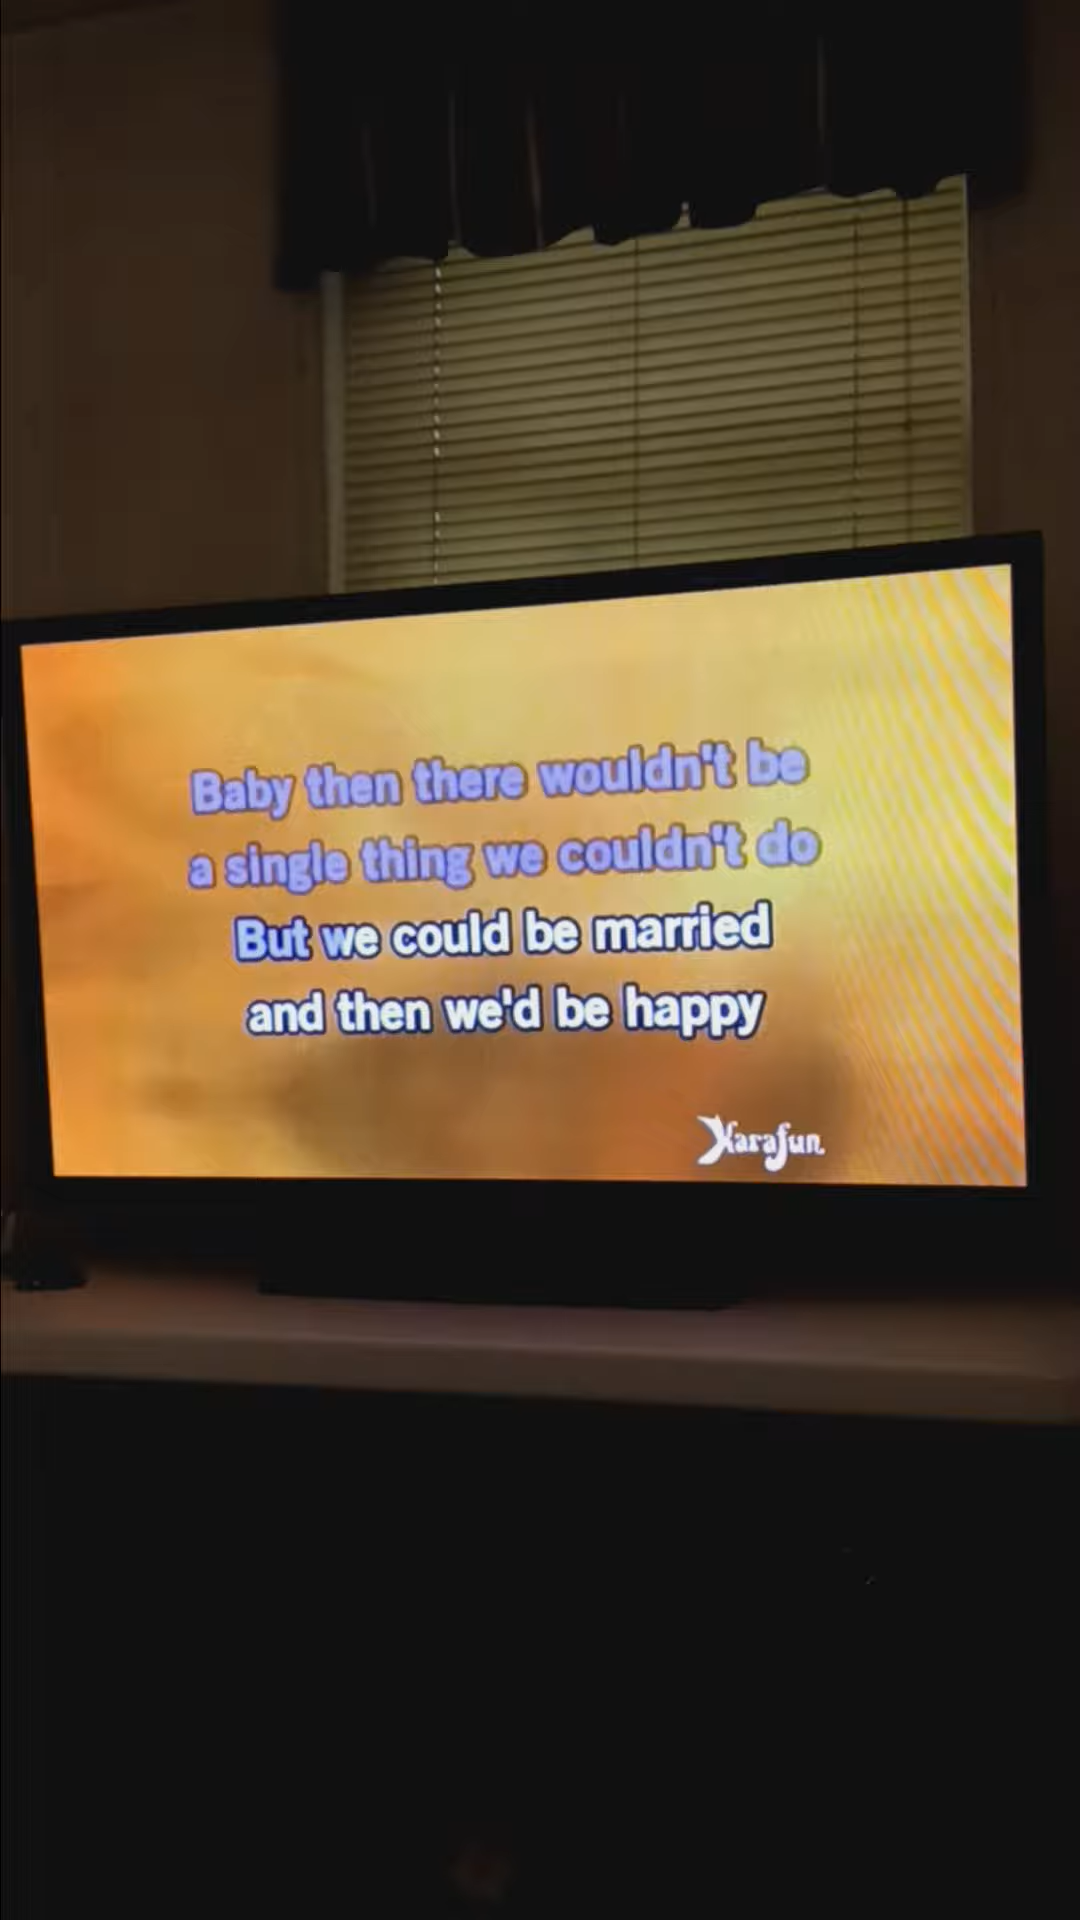 Baby then there wouldn't be
a single thing we couldn't do
But we could be married
and then we'd be happy
Karafun